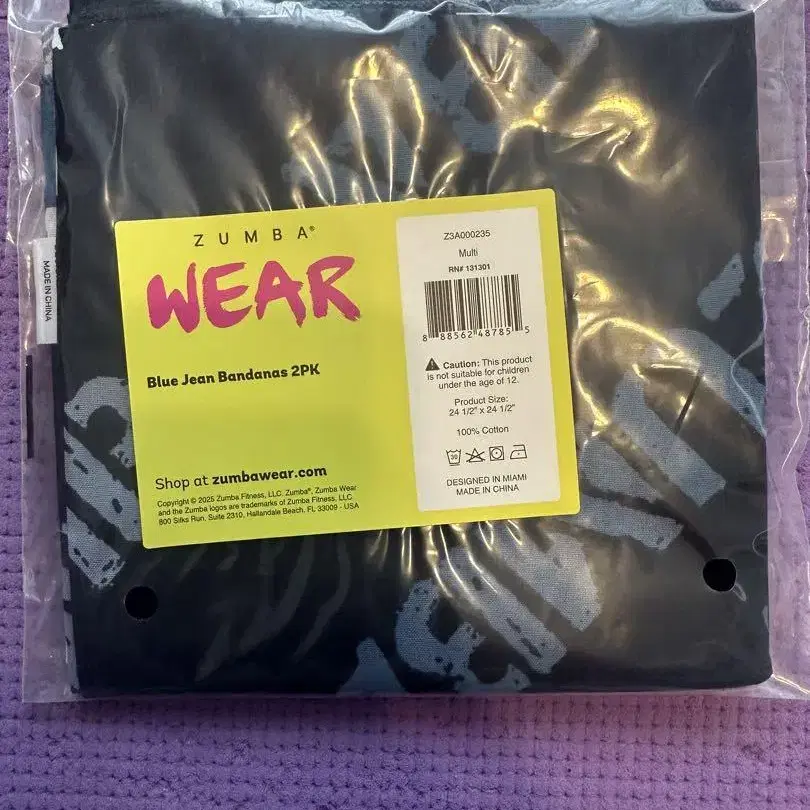 ZUMBA®
WEAR
Blue Jean Bandanas 2PK
Shop at zumbawear.com
Copyright © 2025 Zumba Fitness, LLC. Zumba®, Zumba Wear
and the Zumba logos are trademarks of Zumba Fitness, LLC.
800 Silks Run. Suite 2310, Hallandale Beach, FL 33009 - USA
Z3A000235
Multi
RN# 131301
8 88562 48785 5
Caution: This product
is not suitable for children
under the age of 12.
Product Size:
24 1/2" x 24 1/2"
100% Cotton
30
DESIGNED IN MIAMI
MADE IN CHINA
MADE IN CHINA